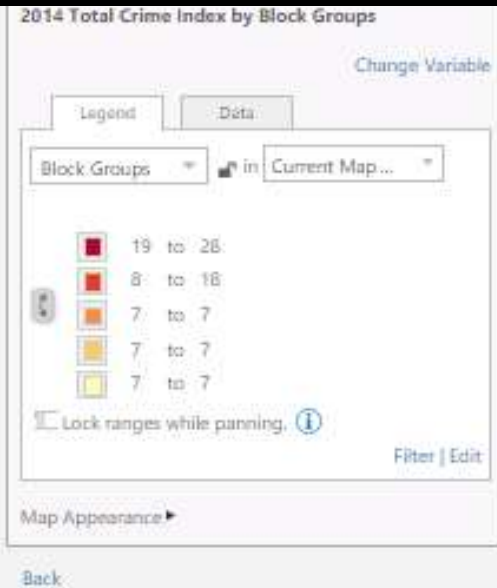 2014 Total Crime Index by Block Groups
Change Variable
Legend Data
Block Groups in Current Map ...
19 to 28
8 to 18
7 to 7
7 to 7
7 to 7
Lock ranges while panning. i
Filter | Edit
Map Appearance
Back